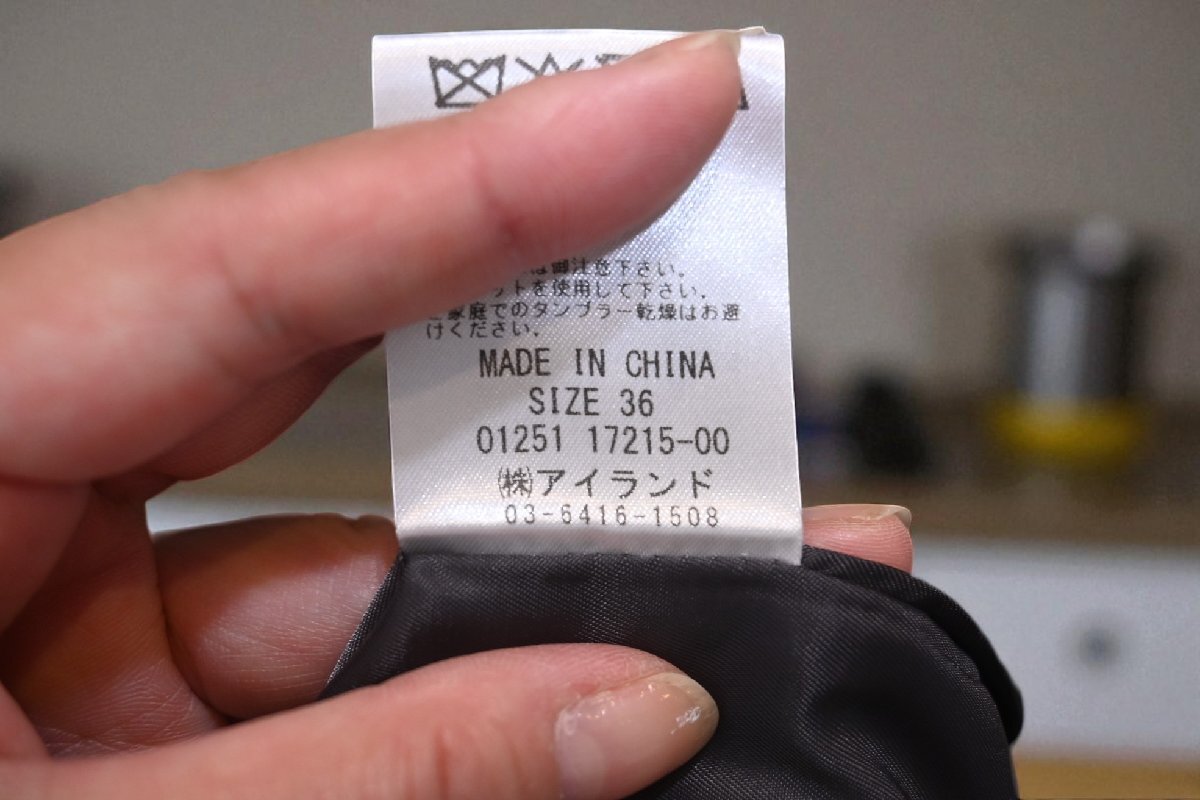 は御注意下さい。
ットを使用して下さい。
ご家庭でのタンブラー乾燥はお避
けください。
MADE IN CHINA
SIZE 36
01251 17215-00
㈱アイランド
03-6416-1508